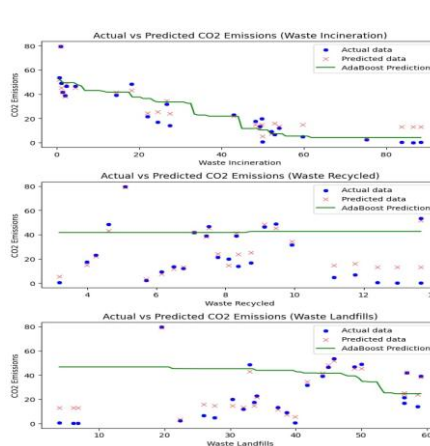 Actual vs Predicted CO2 Emissions (Waste Incineration)
80
60
40
20
0
CO2 Emissions
Actual data
Predicted data
AdaBoost Prediction
0 20 40 60 80
Waste Incineration
Actual vs Predicted CO2 Emissions (Waste Recycled)
80
60
40
20
0
CO2 Emissions
Actual data
Predicted data
AdaBoost Prediction
4 6 8 10 12
Waste Recycled
Actual vs Predicted CO2 Emissions (Waste Landfills)
80
60
40
20
0
CO2 Emissions
Actual data
Predicted data
AdaBoost Prediction
10 20 30 40 50 60
Waste Landfills